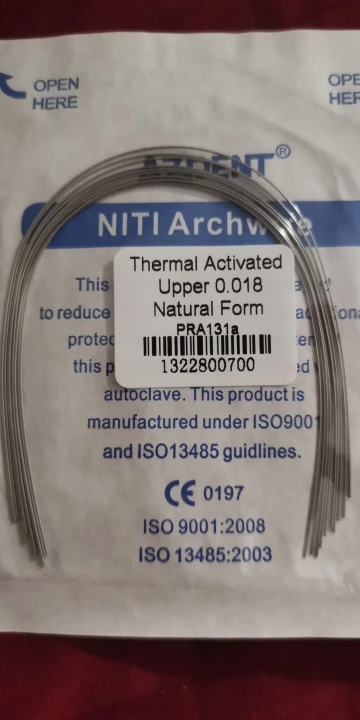 OPEN
HERE
OPE
HER
AZDENT®
NITI Archw
Thermal Activated
Upper 0.018
Natural Form
PRA131a
1322800700
This
to reduce
protec
this p
autoclave. This product is
manufactured under ISO9001
and ISO13485 guidlines.
CE 0197
ISO 9001:2008
ISO 13485:2003